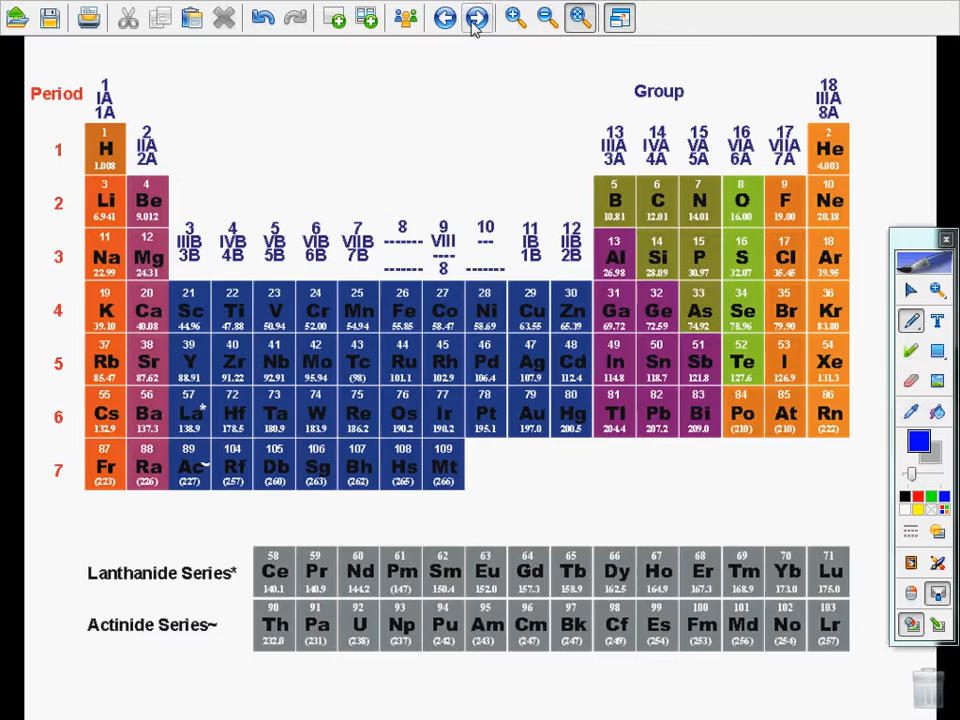 Period 1 Group 18
IA IIIA
1A 8A
1 H 1.008 2 IIA 2A 13 IIIA 3A 14 IVA 4A 15 VA 5A 16 VIA 6A 17 VIIA 7A 2 He 4.003
2 3 Li 6.941 4 Be 9.012 5 B 10.81 6 C 12.01 7 N 14.01 8 O 16.00 9 F 19.00 10 Ne 20.18
3 11 Na 22.99 12 Mg 24.31 3 IIIB 3B 4 IVB 4B 5 VB 5B 6 VIB 6B 7 VIIB 7B 8 ------- ------- 9 VIII ---- 8 10 --- ------- 11 IB 1B 12 IIB 2B 13 Al 26.98 14 Si 28.09 15 P 30.97 16 S 32.07 17 Cl 35.45 18 Ar 39.95
4 19 K 39.10 20 Ca 40.08 21 Sc 44.96 22 Ti 47.88 23 V 50.94 24 Cr 52.00 25 Mn 54.94 26 Fe 55.85 27 Co 58.47 28 Ni 58.69 29 Cu 63.55 30 Zn 65.39 31 Ga 69.72 32 Ge 72.59 33 As 74.92 34 Se 78.96 35 Br 79.90 36 Kr 83.80
5 37 Rb 85.47 38 Sr 87.62 39 Y 88.91 40 Zr 91.22 41 Nb 92.91 42 Mo 95.94 43 Tc (98) 44 Ru 101.1 45 Rh 102.9 46 Pd 106.4 47 Ag 107.9 48 Cd 112.4 49 In 114.8 50 Sn 118.7 51 Sb 121.8 52 Te 127.6 53 I 126.9 54 Xe 131.3
6 55 Cs 132.9 56 Ba 137.3 57 La* 138.9 72 Hf 178.5 73 Ta 180.9 74 W 183.9 75 Re 186.2 76 Os 190.2 77 Ir 190.2 78 Pt 195.1 79 Au 197.0 80 Hg 200.5 81 Tl 204.4 82 Pb 207.2 83 Bi 209.0 84 Po (210) 85 At (210) 86 Rn (222)
7 87 Fr (223) 88 Ra (226) 89 Ac~ (227) 104 Rf (257) 105 Db (260) 106 Sg (263) 107 Bh (262) 108 Hs (265) 109 Mt (266)
Lanthanide Series* 58 Ce 140.1 59 Pr 140.9 60 Nd 144.2 61 Pm (147) 62 Sm 150.4 63 Eu 152.0 64 Gd 157.3 65 Tb 158.9 66 Dy 162.5 67 Ho 164.9 68 Er 167.3 69 Tm 168.9 70 Yb 173.0 71 Lu 175.0
Actinide Series~ 90 Th 232.0 91 Pa (231) 92 U (238) 93 Np (237) 94 Pu (242) 95 Am (243) 96 Cm (247) 97 Bk (247) 98 Cf (249) 99 Es (254) 100 Fm (253) 101 Md (256) 102 No (254) 103 Lr (257)
T